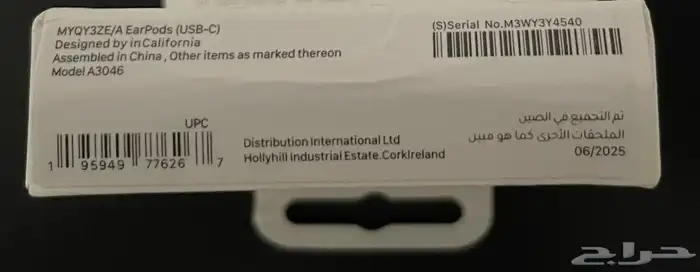 MYQY3ZE/A EarPods (USB-C)
Designed by in California
Assembled in China , Other items as marked thereon
Model A3046
(S)Serial No.M3WY3Y4540
UPC
1 95949 77626 7
Distribution International Ltd
Hollyhill industrial Estate.CorkIreland
تم التجميع في الصين
الملحقات الأخرى كما هو مبين
06/2025
حراج